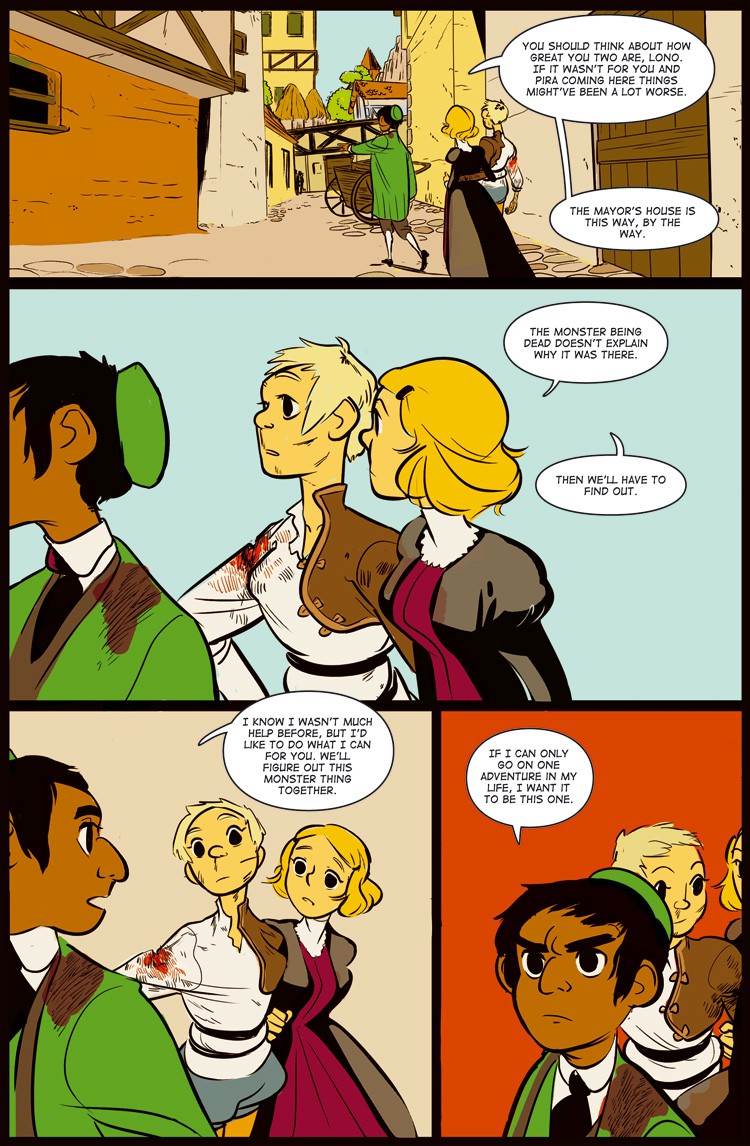 YOU SHOULD THINK ABOUT HOW
GREAT YOU TWO ARE, LONO.
IF IT WASN'T FOR YOU AND
PIRA COMING HERE THINGS
MIGHT'VE BEEN A LOT WORSE.
THE MAYOR'S HOUSE IS
THIS WAY, BY THE
WAY.
THE MONSTER BEING
DEAD DOESN'T EXPLAIN
WHY IT WAS THERE.
THEN WE'LL HAVE TO
FIND OUT.
I KNOW I WASN'T MUCH
HELP BEFORE, BUT I'D
LIKE TO DO WHAT I CAN
FOR YOU. WE'LL
FIGURE OUT THIS
MONSTER THING
TOGETHER.
IF I CAN ONLY
GO ON ONE
ADVENTURE IN MY
LIFE, I WANT IT
TO BE THIS ONE.